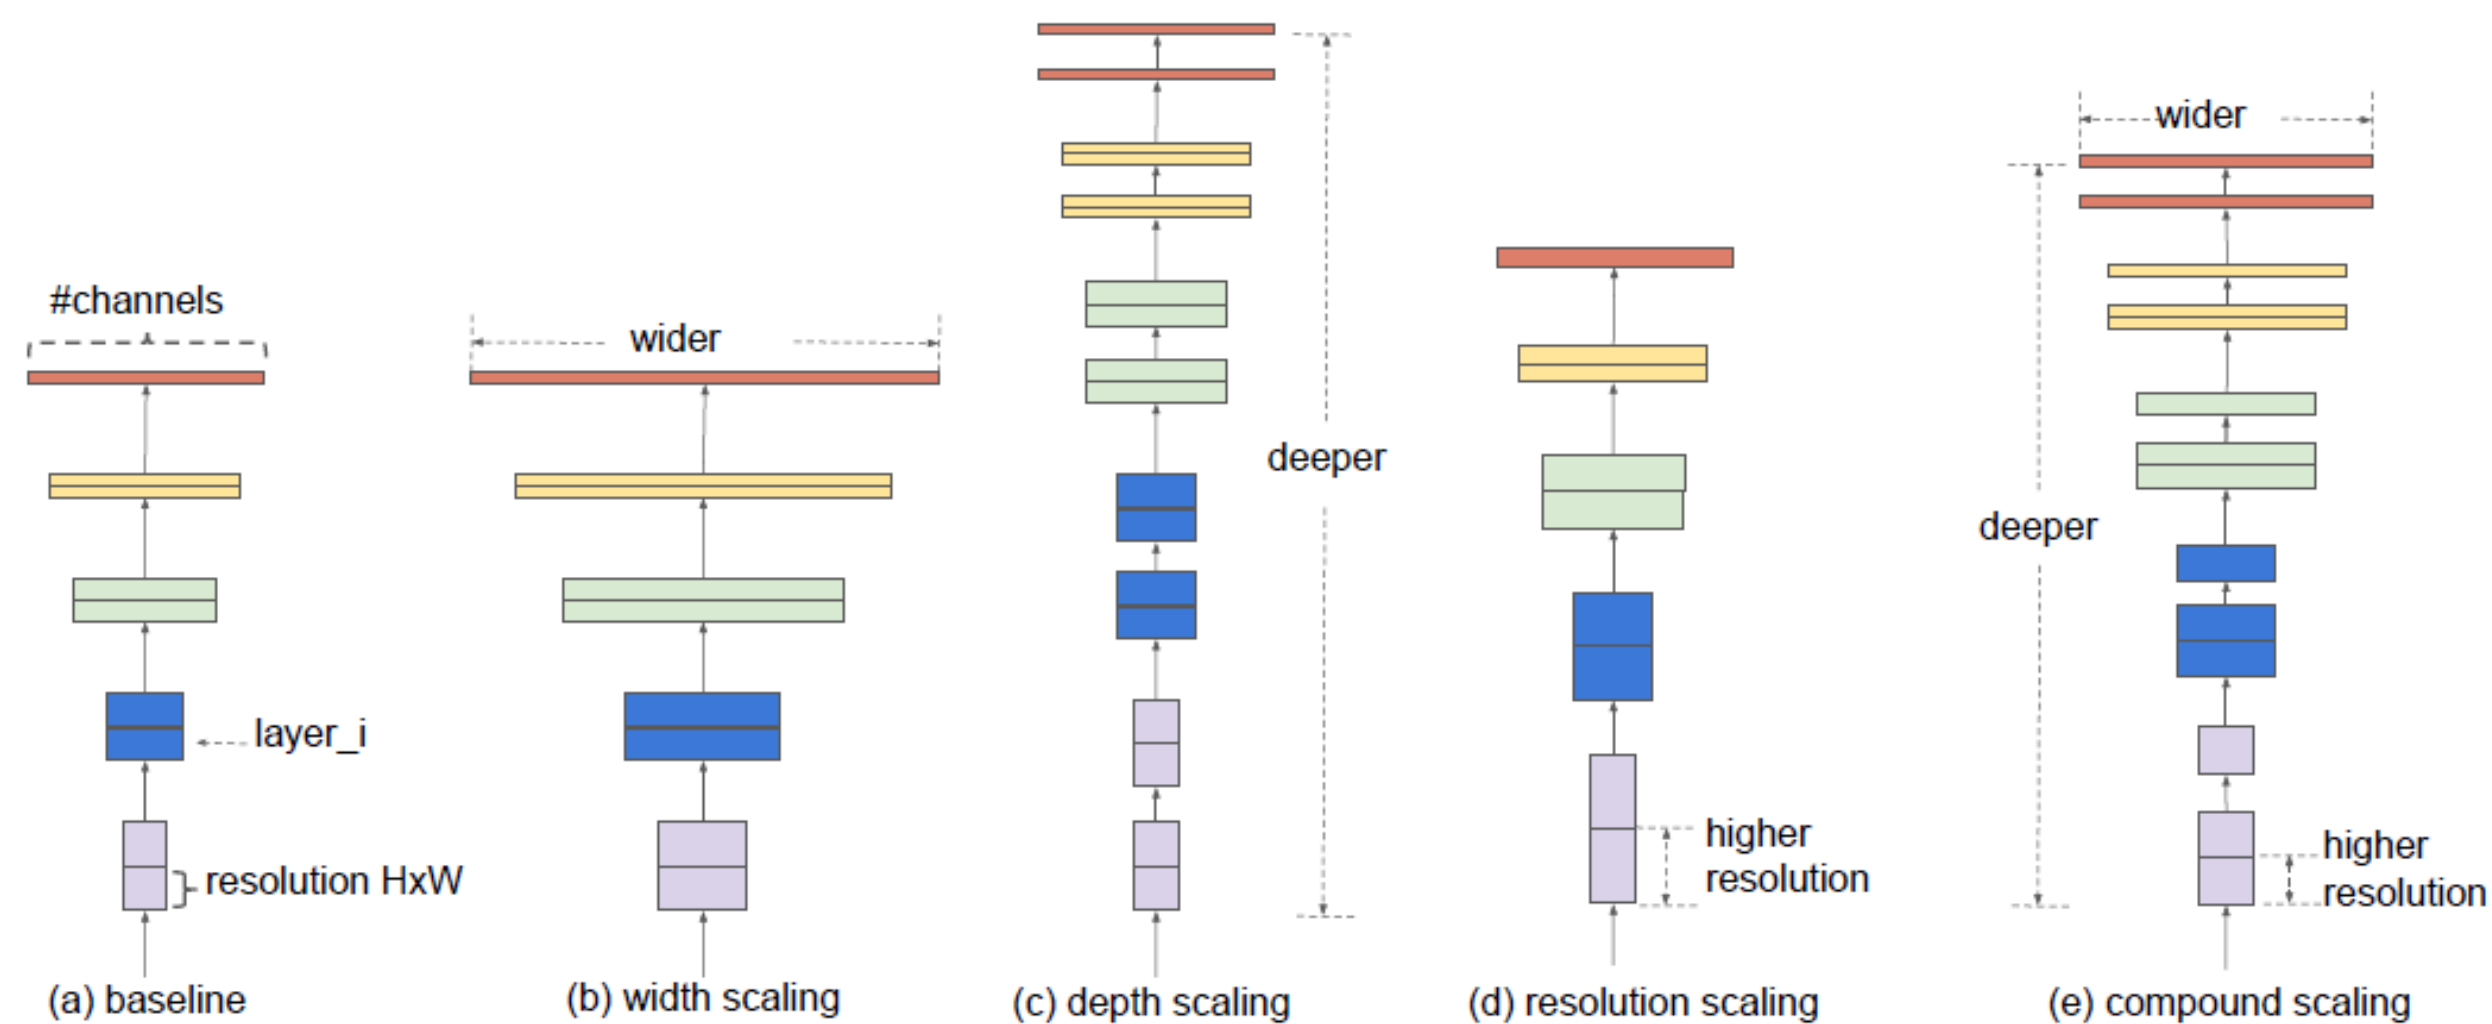 #channels
layer_i
resolution HxW
(a) baseline
wider
(b) width scaling
deeper
(c) depth scaling
higher
resolution
(d) resolution scaling
wider
deeper
higher
resolution
(e) compound scaling